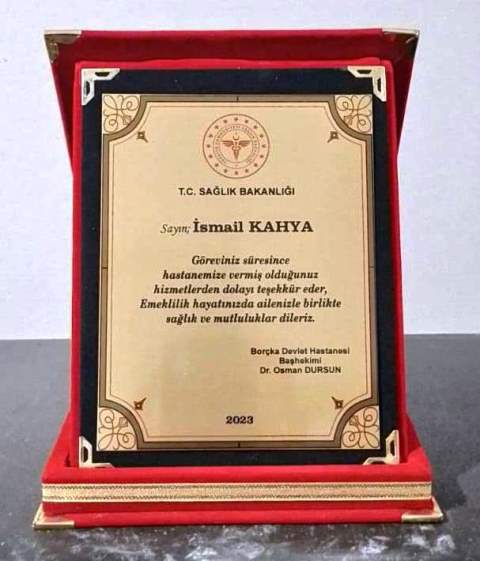 T.C. SAĞLIK BAKANLIĞI
Sayın; İsmail KAHYA
Göreviniz süresince
hastanemize vermiş olduğunuz
hizmetlerden dolayı teşekkür eder,
Emeklilik hayatınızda ailenizle birlikte
sağlık ve mutluluklar dileriz.
Borçka Devlet Hastanesi
Başhekimi
Dr. Osman DURSUN
2023